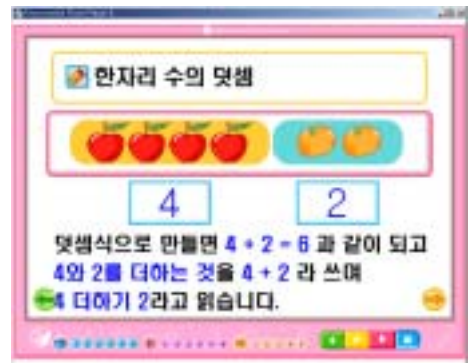 한자리 수의 덧셈
4
2
덧셈식으로 만들면 4 + 2 = 6 과 같이 되고
4와 2를 더하는 것을 4 + 2 라 쓰며
4 더하기 2라고 읽습니다.